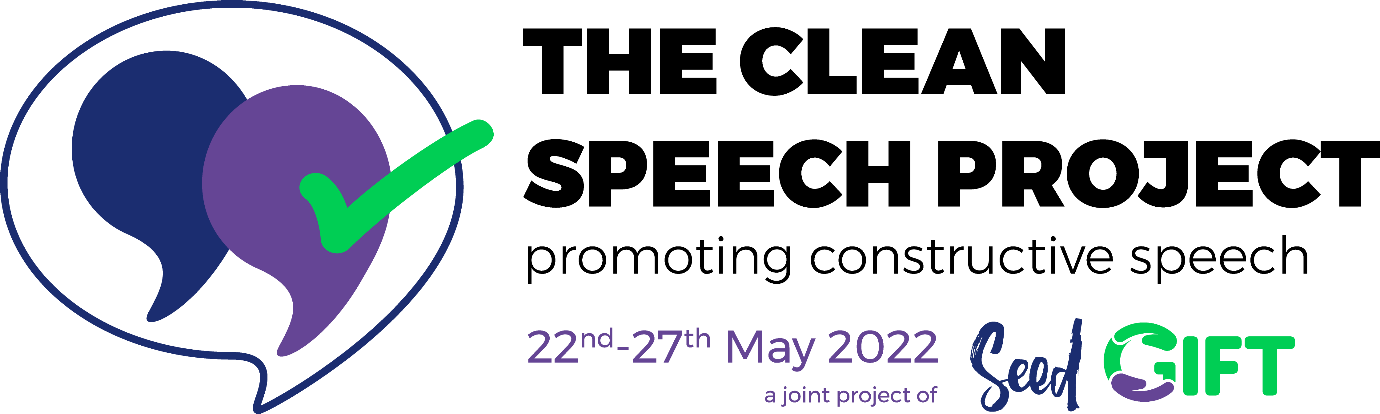 THE CLEAN
SPEECH PROJECT
promoting constructive speech
22nd-27th May 2022
a joint project of
Seed GIFT